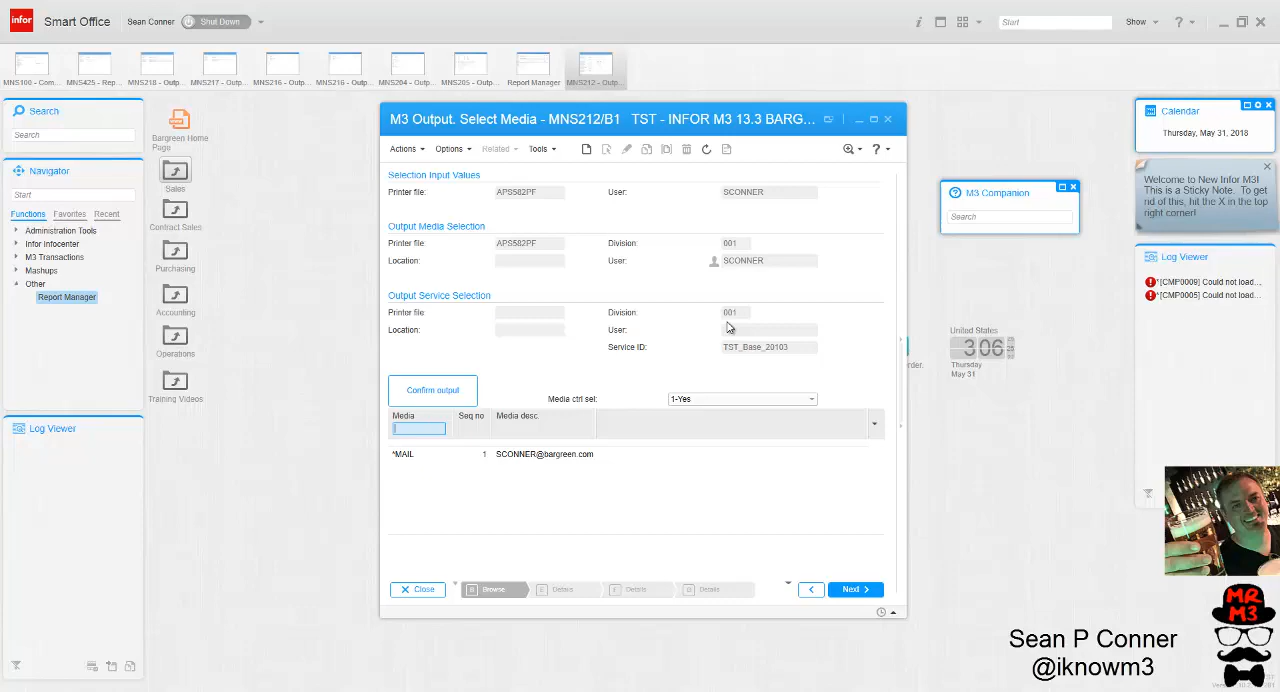 infor Smart Office Sean Conner Shut Down Start Show ?
MNS100 - Com... MNS425 - Rep... MNS218 - Outp... MNS217 - Outp... MNS216 - Outp... MNS216 - Outp... MNS204 - Outp... MNS205 - Outp... Report Manager MNS212 - Outp...
Search
Search
Navigator
Start
Functions Favorites Recent
Administration Tools
Infor Infocenter
M3 Transactions
Mashups
Other
Report Manager
Log Viewer
Bargreen Home
Page
Sales
Contract Sales
Purchasing
Accounting
Operations
Training Videos
M3 Output. Select Media - MNS212/B1 TST - INFOR M3 13.3 BARG...
Actions Options Related Tools ?
Selection Input Values
Printer file: APS582PF User: SCONNER
Output Media Selection
Printer file: APS582PF Division: 001
Location: User: SCONNER
Output Service Selection
Printer file: Division: 001
Location: User:
Service ID: TST_Base_20103
Confirm output Media ctrl sel: 1-Yes
Media Seq no Media desc.
*MAIL 1 SCONNER@bargreen.com
Close B Browse E Details F Details Details < Next >
M3 Companion
Search
United States
3 06
Thursday
May 31
order.
Calendar
Thursday, May 31, 2018
Welcome to New Infor M3!
This is a Sticky Note. To get
rid of this, hit the X in the top
right corner!
Log Viewer
*[CMP0009] Could not load...
*[CMP0005] Could not load...
MR
M3
Sean P Conner
@iknowm3